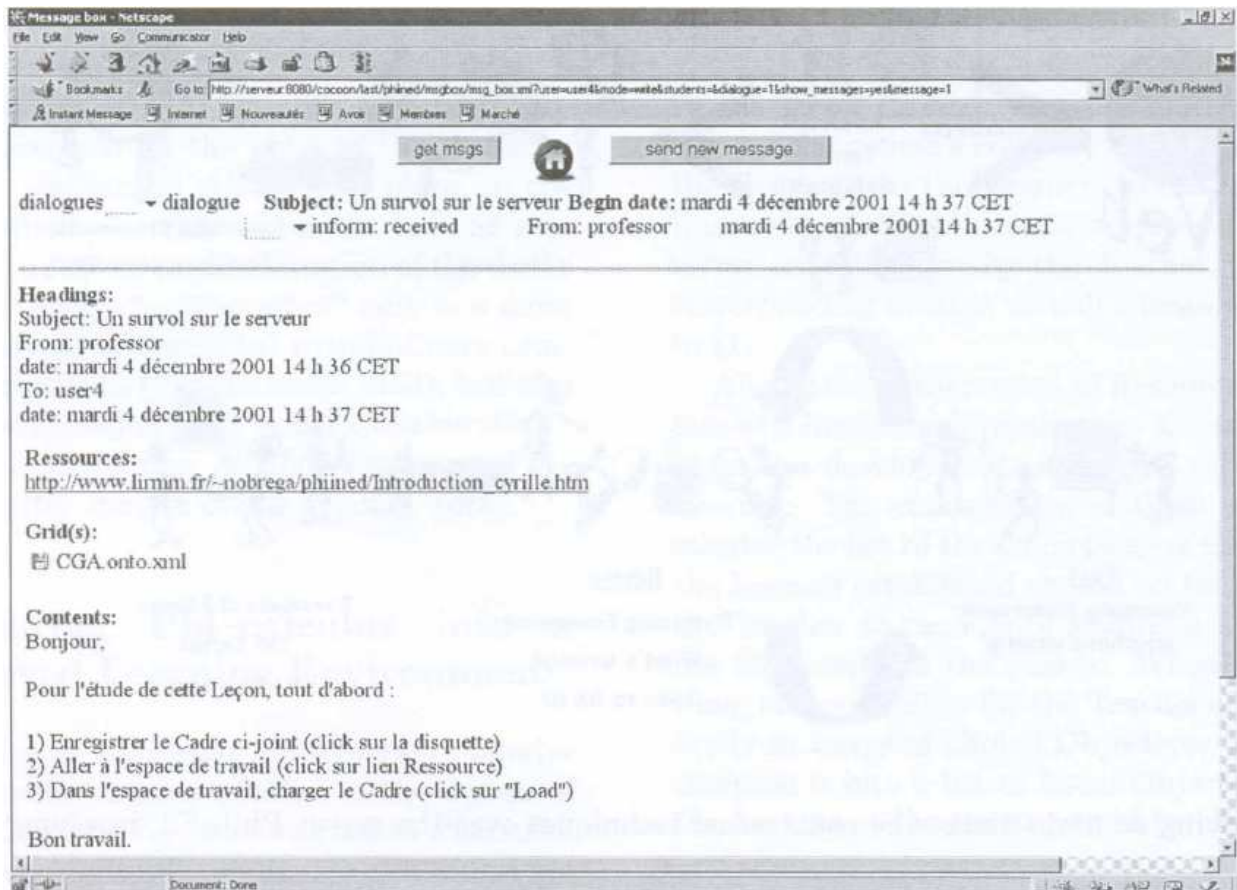 Message box - Netscape
File Edit View Go Communicator Help
Bookmarks Go to: http://serveur:8080/cocoon/last/phiined/msgbox/msg_box.xml?user=user4&mode=write&students=&dialogue=1&show_messages=yes&message=1 What's Related
Instant Message Internet Nouveautés Avos Membres Marché
get msgs send new message
dialogues dialogue Subject: Un survol sur le serveur Begin date: mardi 4 décembre 2001 14 h 37 CET
inform: received From: professor mardi 4 décembre 2001 14 h 37 CET
Headings:
Subject: Un survol sur le serveur
From: professor
date: mardi 4 décembre 2001 14 h 36 CET
To: user4
date: mardi 4 décembre 2001 14 h 37 CET
Ressources:
http://www.lirmm.fr/~nobrega/phiined/Introduction_cyrille.htm
Grid(s):
CGA.onto.xml
Contents:
Bonjour,
Pour l'étude de cette Leçon, tout d'abord :
1) Enregistrer le Cadre ci-joint (click sur la disquette)
2) Aller à l'espace de travail (click sur lien Ressource)
3) Dans l'espace de travail, charger le Cadre (click sur "Load")
Bon travail.
Document: Done